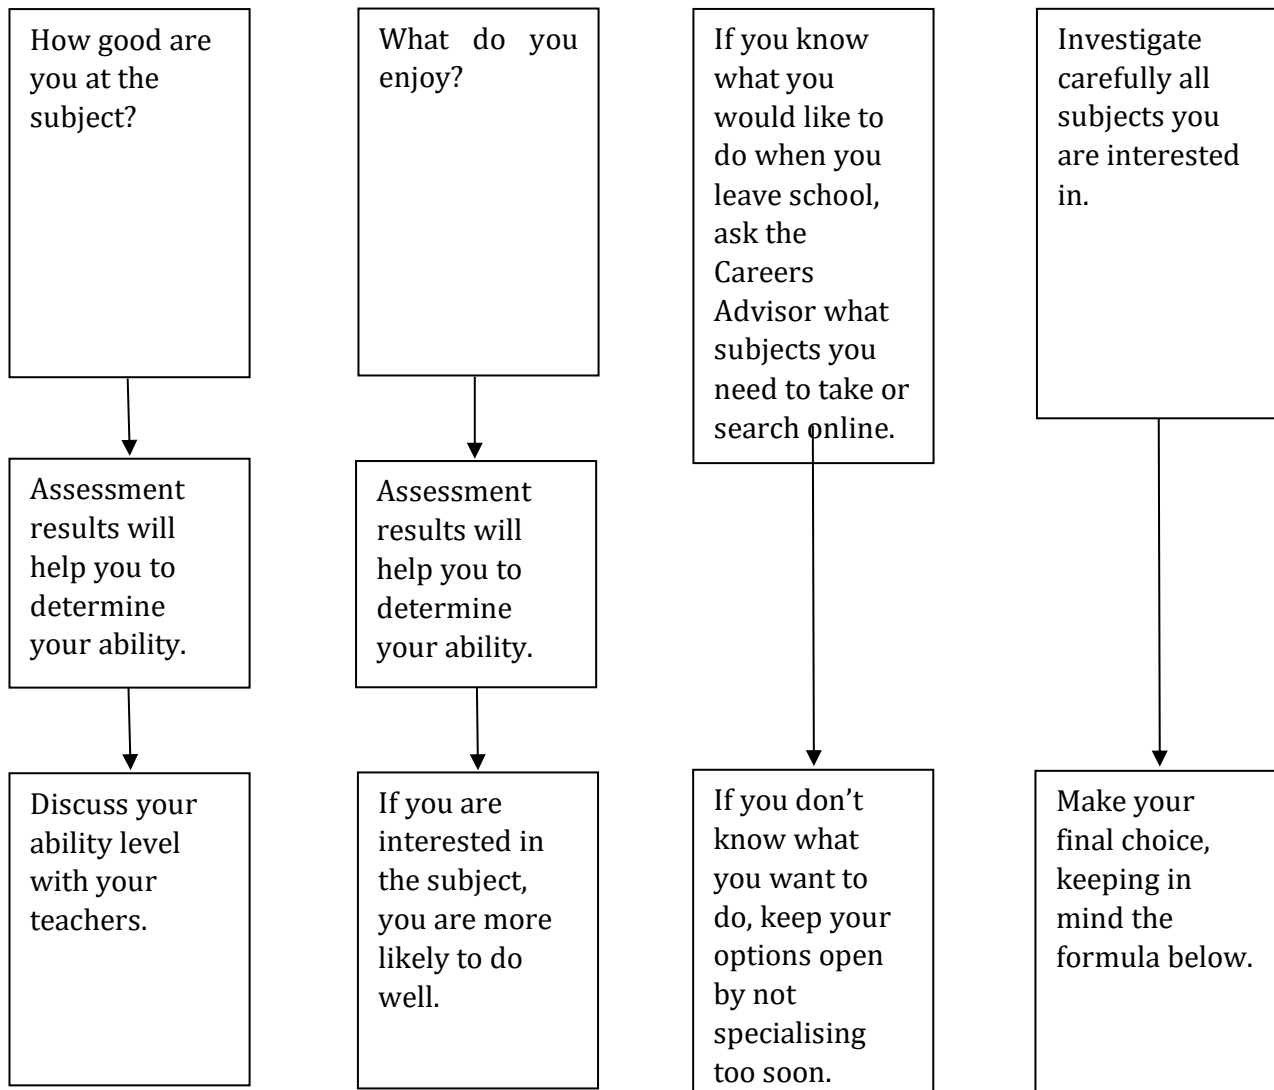 How good are
you at the
subject?
What do you
enjoy?
If you know
what you
would like to
do when you
leave school,
ask the
Careers
Advisor what
subjects you
need to take or
search online.
Investigate
carefully all
subjects you
are interested
in.
Assessment
results will
help you to
determine
your ability.
Assessment
results will
help you to
determine
your ability.
Discuss your
ability level
with your
teachers.
If you are
interested in
the subject,
you are more
likely to do
well.
If you don’t
know what
you want to
do, keep your
options open
by not
specialising
too soon.
Make your
final choice,
keeping in
mind the
formula below.